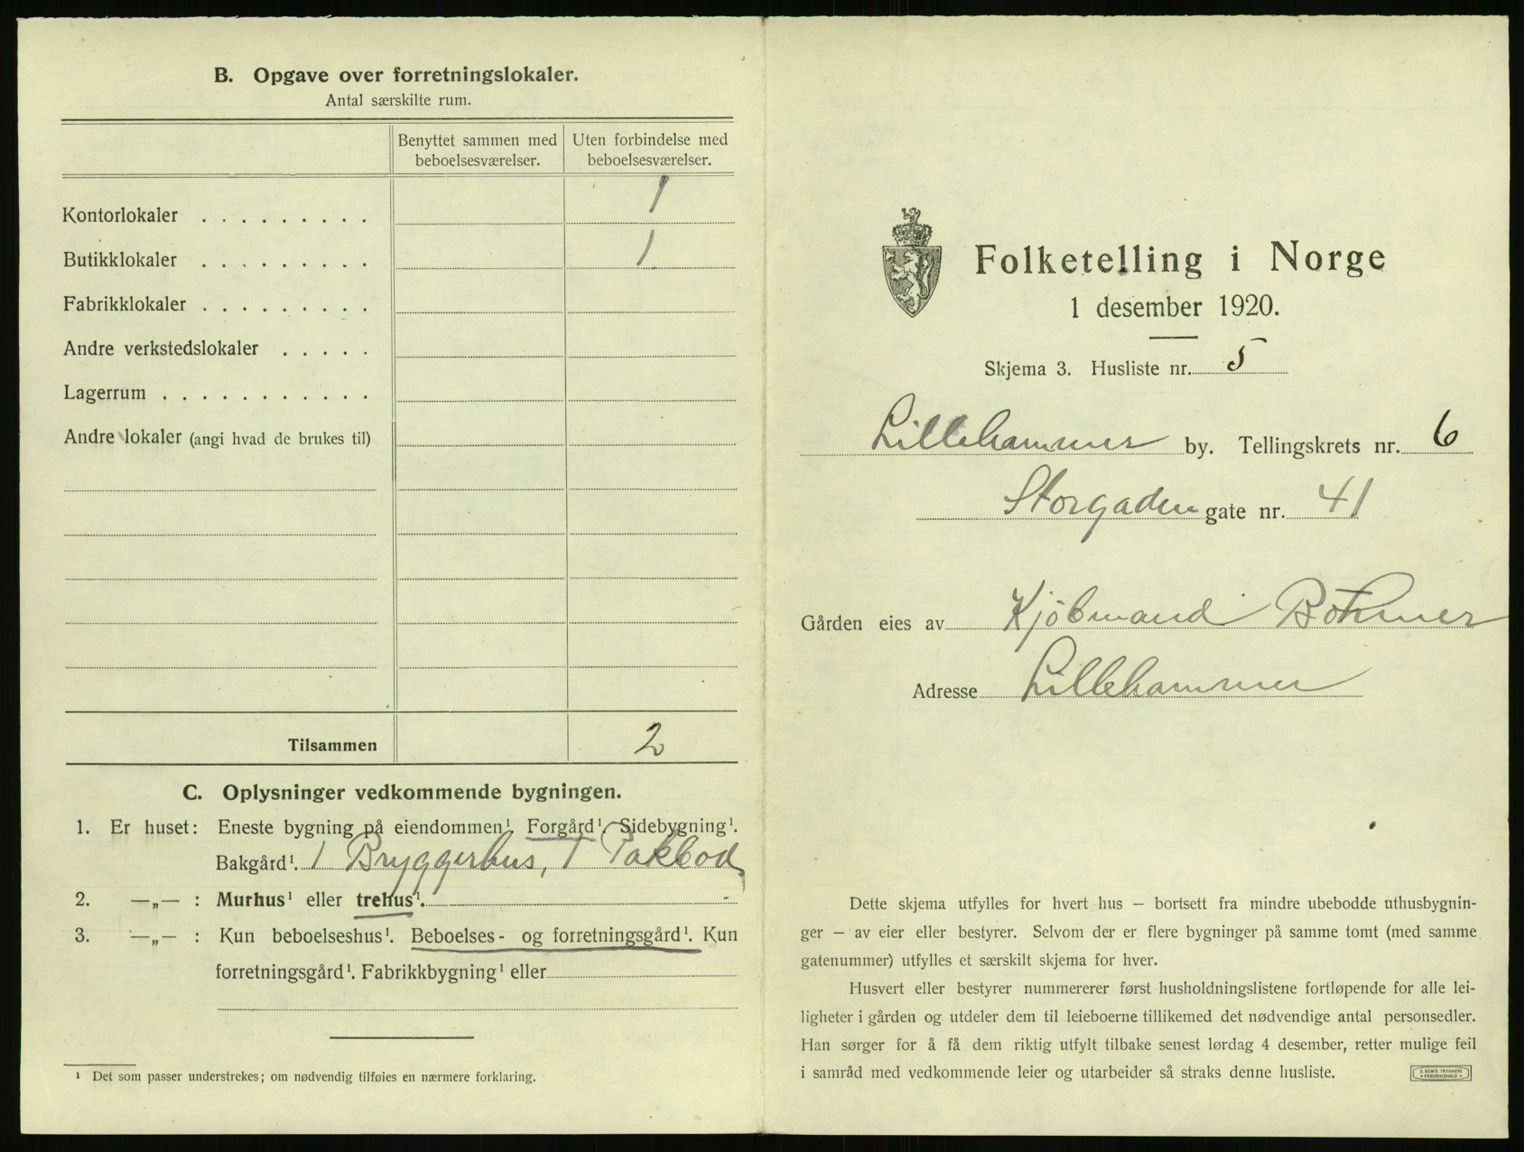 B. Opgave over forretningslokaler.
Antal særskilte rum.
Benyttet sammen med beboelsesværelser.
Uten forbindelse med beboelsesværelser.
Kontorlokaler . . . . . . . . . 1
Butikklokaler . . . . . . . . . 1
Fabrikklokaler . . . . . . . . .
Andre verkstedslokaler . . . . .
Lagerrum . . . . . . . . . . .
Andre lokaler (angi hvad de brukes til)
Tilsammen 2
C. Oplysninger vedkommende bygningen.
1. Er huset: Eneste bygning på eiendommen¹. Forgård¹. Sidebygning¹.
Bakgård¹. 1 Bryggerhus, 1 Pakbod
2. —„— : Murhus¹ eller trehus¹.
3. —„— : Kun beboelseshus¹. Beboelses- og forretningsgård¹. Kun
forretningsgård¹. Fabrikkbygning¹ eller
¹ Det som passer understrekes; om nødvendig tilføies en nærmere forklaring.
Folketelling i Norge
1 desember 1920.
Skjema 3. Husliste nr. 5
Lillehammer by. Tellingskrets nr. 6
Storgaden gate nr. 41
Gården eies av Kjöbmand Böhmer
Adresse Lillehammer
Dette skjema utfylles for hvert hus — bortsett fra mindre ubebodde uthusbygnin-
ger — av eier eller bestyrer. Selvom der er flere bygninger på samme tomt (med samme
gatenummer) utfylles et særskilt skjema for hver.
Husvert eller bestyrer nummererer først husholdningslistene fortløpende for alle lei-
ligheter i gården og utdeler dem til leieboerne tillikemed det nødvendige antal personsedler.
Han sørger for å få dem riktig utfylt tilbake senest lørdag 4 desember, retter mulige feil
i samråd med vedkommende leier og utarbeider så straks denne husliste.